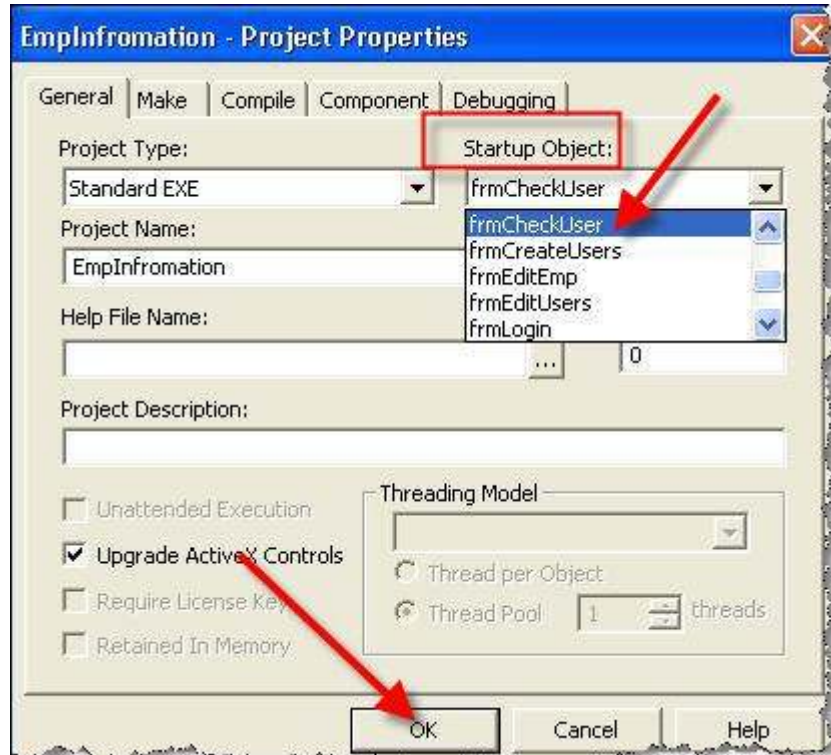 EmpInfromation - Project Properties
General Make Compile Component Debugging
Project Type: Startup Object:
Standard EXE frmCheckUser
Project Name: frmCheckUser
EmpInfromation frmCreateUsers
frmEditEmp
frmEditUsers
Help File Name: frmLogin
... 0
Project Description:
Unattended Execution
Threading Model
Upgrade ActiveX Controls
Thread per Object
Require License Key
Thread Pool 1 threads
Retained In Memory
OK Cancel Help